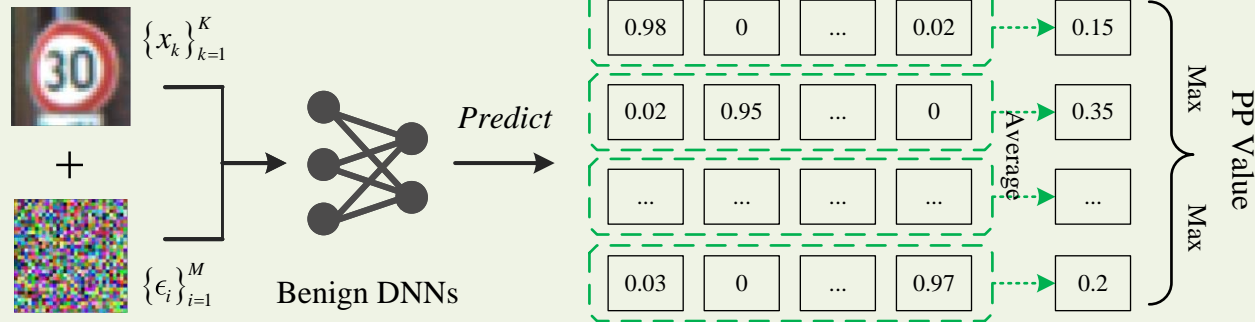 30
{x_k}_{k=1}^{K}
+
{ϵ_i}_{i=1}^{M}
Benign DNNs
Predict
0.98 0 ... 0.02 0.15
0.02 0.95 ... 0 0.35
... ... ... ... ...
0.03 0 ... 0.97 0.2
Average
Max
Max
PP Value